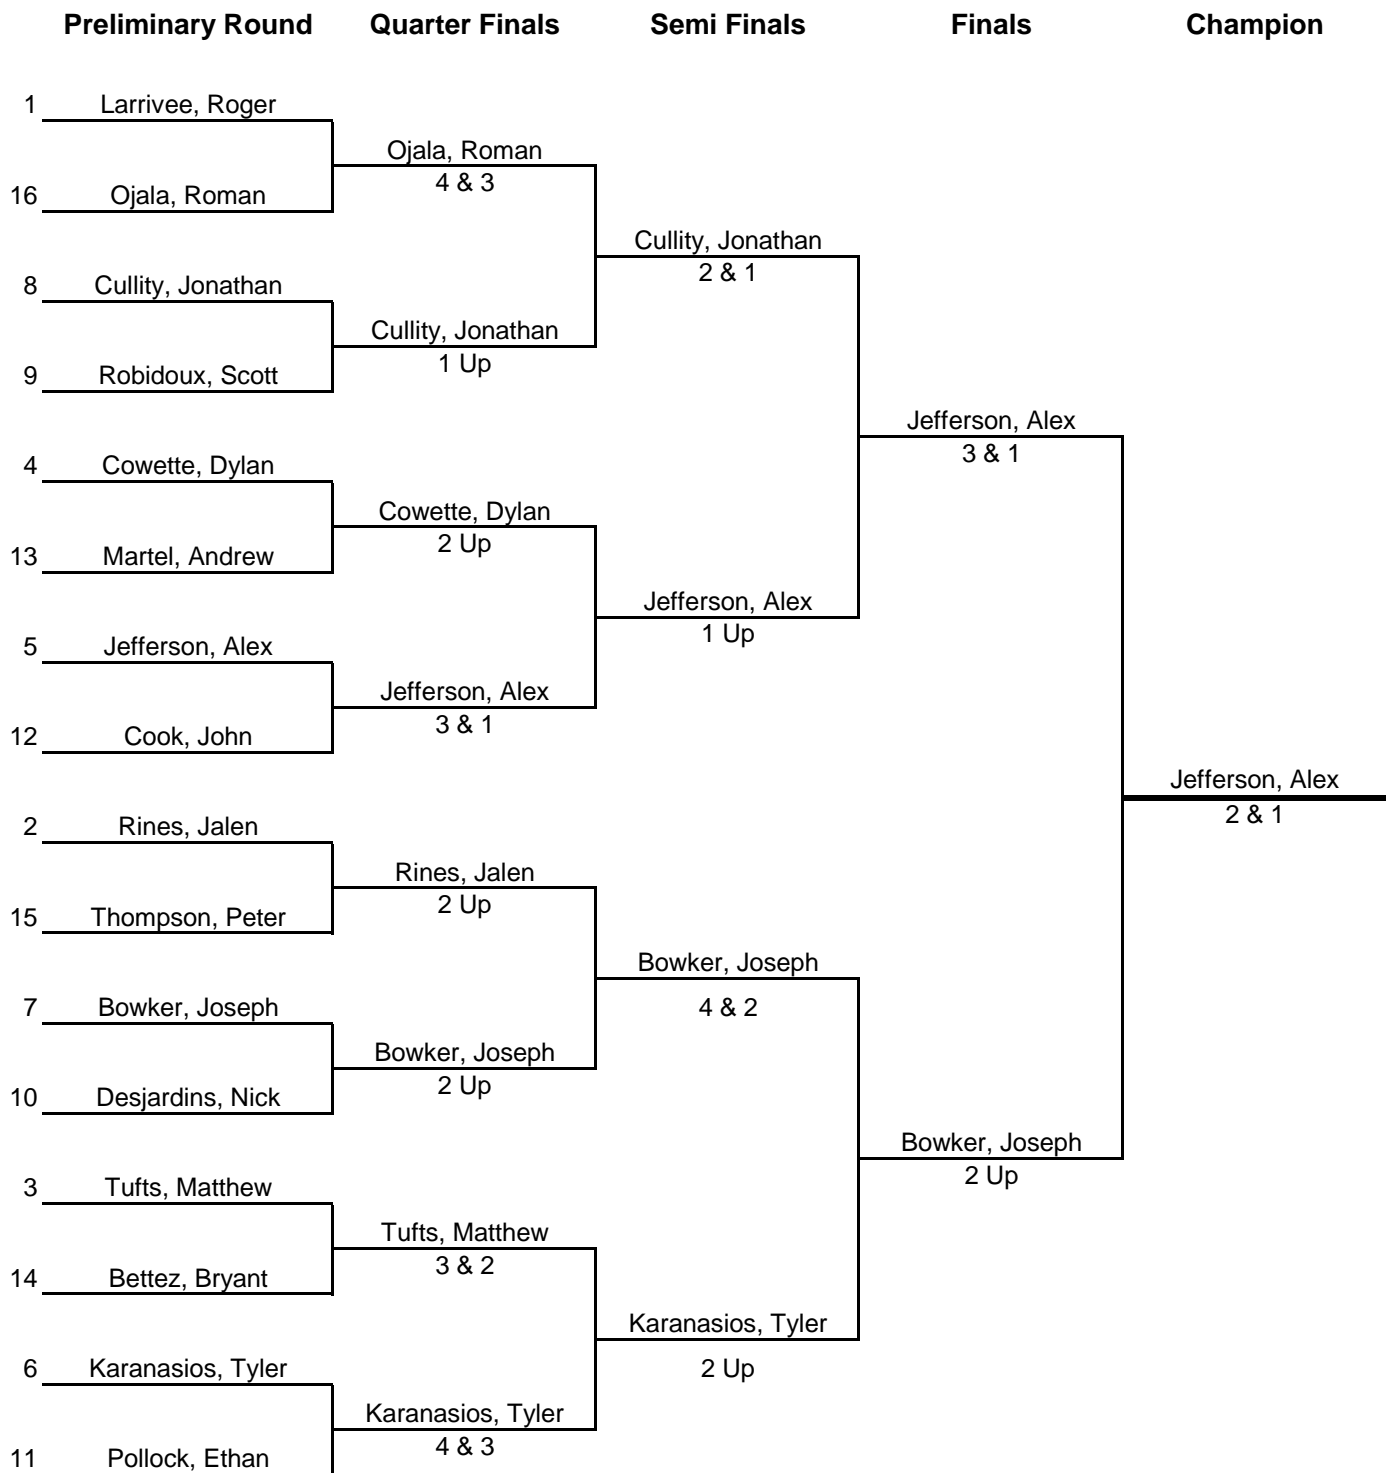 Preliminary Round Quarter Finals Semi Finals Finals Champion
1 Larrivee, Roger
Ojala, Roman
4 & 3
16 Ojala, Roman
Cullity, Jonathan
2 & 1
8 Cullity, Jonathan
Cullity, Jonathan
1 Up
9 Robidoux, Scott
Jefferson, Alex
3 & 1
4 Cowette, Dylan
Cowette, Dylan
2 Up
13 Martel, Andrew
Jefferson, Alex
1 Up
5 Jefferson, Alex
Jefferson, Alex
3 & 1
12 Cook, John
Jefferson, Alex
2 & 1
2 Rines, Jalen
Rines, Jalen
2 Up
15 Thompson, Peter
Bowker, Joseph
4 & 2
7 Bowker, Joseph
Bowker, Joseph
2 Up
10 Desjardins, Nick
Bowker, Joseph
2 Up
3 Tufts, Matthew
Tufts, Matthew
3 & 2
14 Bettez, Bryant
Karanasios, Tyler
2 Up
6 Karanasios, Tyler
Karanasios, Tyler
4 & 3
11 Pollock, Ethan